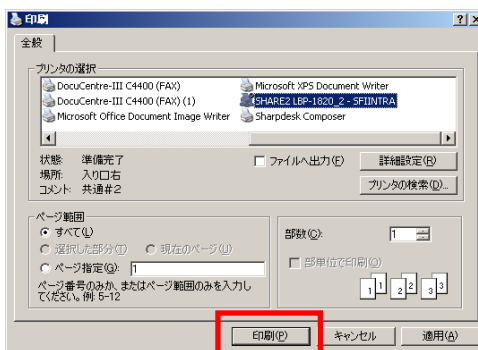 印刷
全般
プリンタの選択
DocuCentre-III C4400 (FAX)
DocuCentre-III C4400 (FAX) (1)
Microsoft Office Document Image Writer
Microsoft XPS Document Writer
SHARE2 LBP-1820_2 - SFIINTRA
Sharpdesk Composer
状態: 準備完了
場所: 入り口右
コメント: 共通#2
ファイルへ出力(F)
詳細設定(R)
プリンタの検索(D)...
ページ範囲
すべて(L)
選択した部分(T) 現在のページ(U)
ページ指定(G): 1
ページ番号のみか、またはページ範囲のみを入力し
てください。例: 5-12
部数(C): 1
部単位で印刷(O)
1 1 2 2 3 3
印刷(P) キャンセル 適用(A)